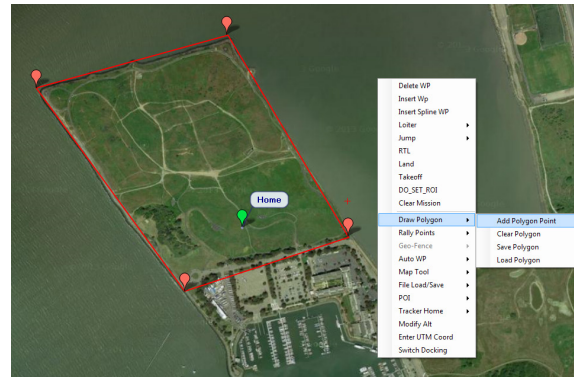 Home
Delete WP
Insert Wp
Insert Spline WP
Loiter
Jump
RTL
Land
Takeoff
DO_SET_ROI
Clear Mission
Draw Polygon
Rally Points
Geo-Fence
Auto WP
Map Tool
File Load/Save
POI
Tracker Home
Modify Alt
Enter UTM Coord
Switch Docking
Add Polygon Point
Clear Polygon
Save Polygon
Load Polygon